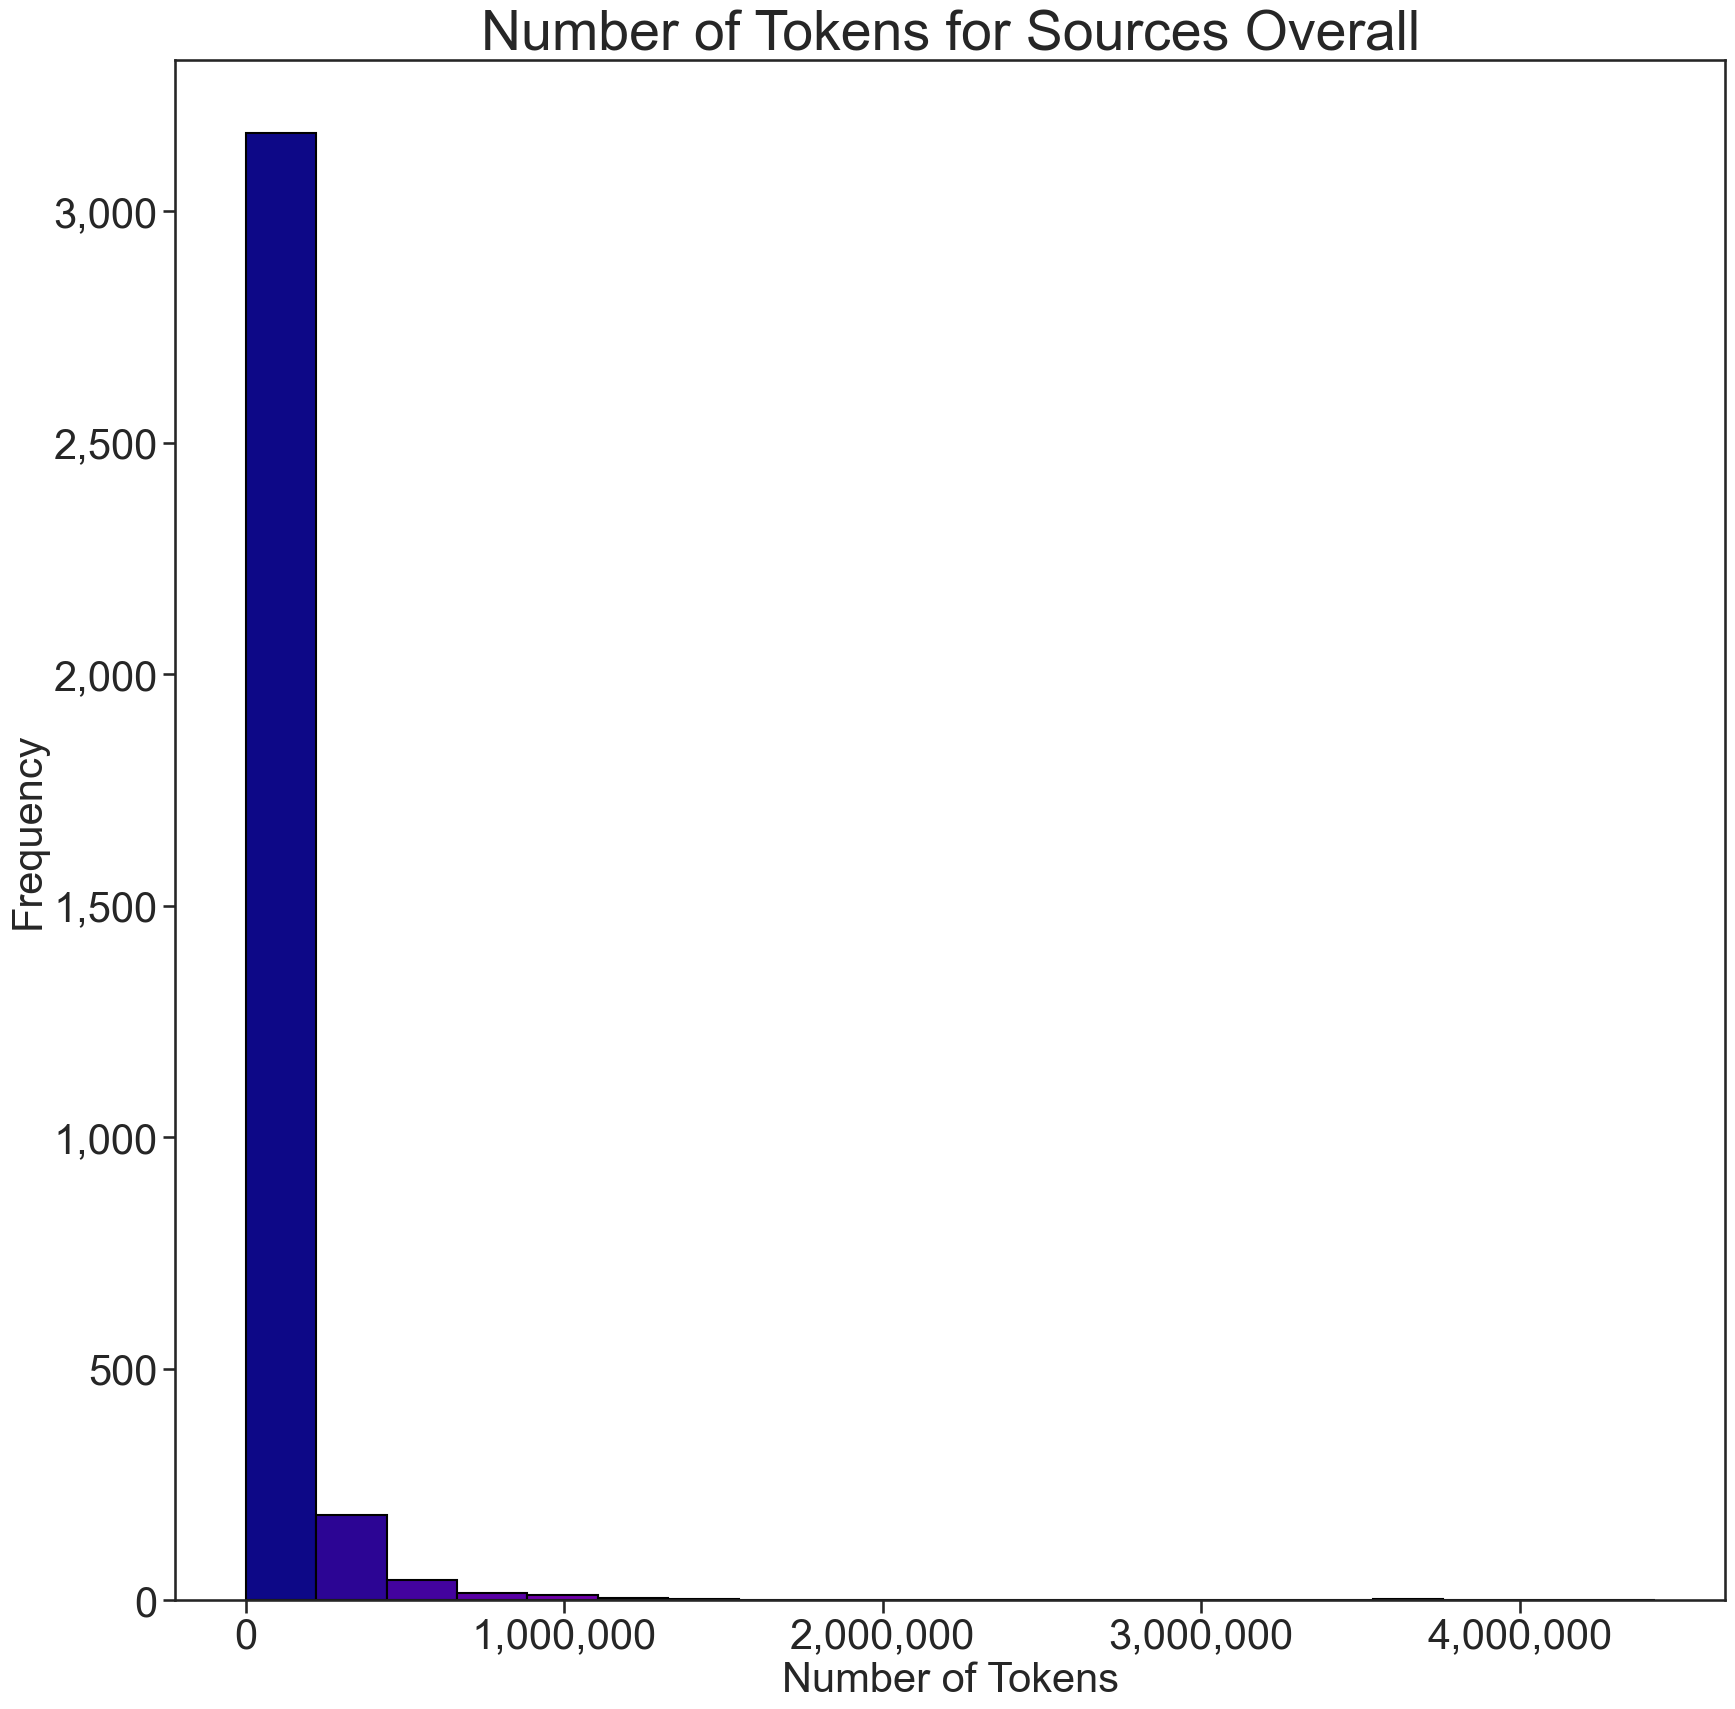 Number of Tokens for Sources Overall
3,000
2,500
2,000
1,500
1,000
500
0
Frequency
0 1,000,000 2,000,000 3,000,000 4,000,000
Number of Tokens